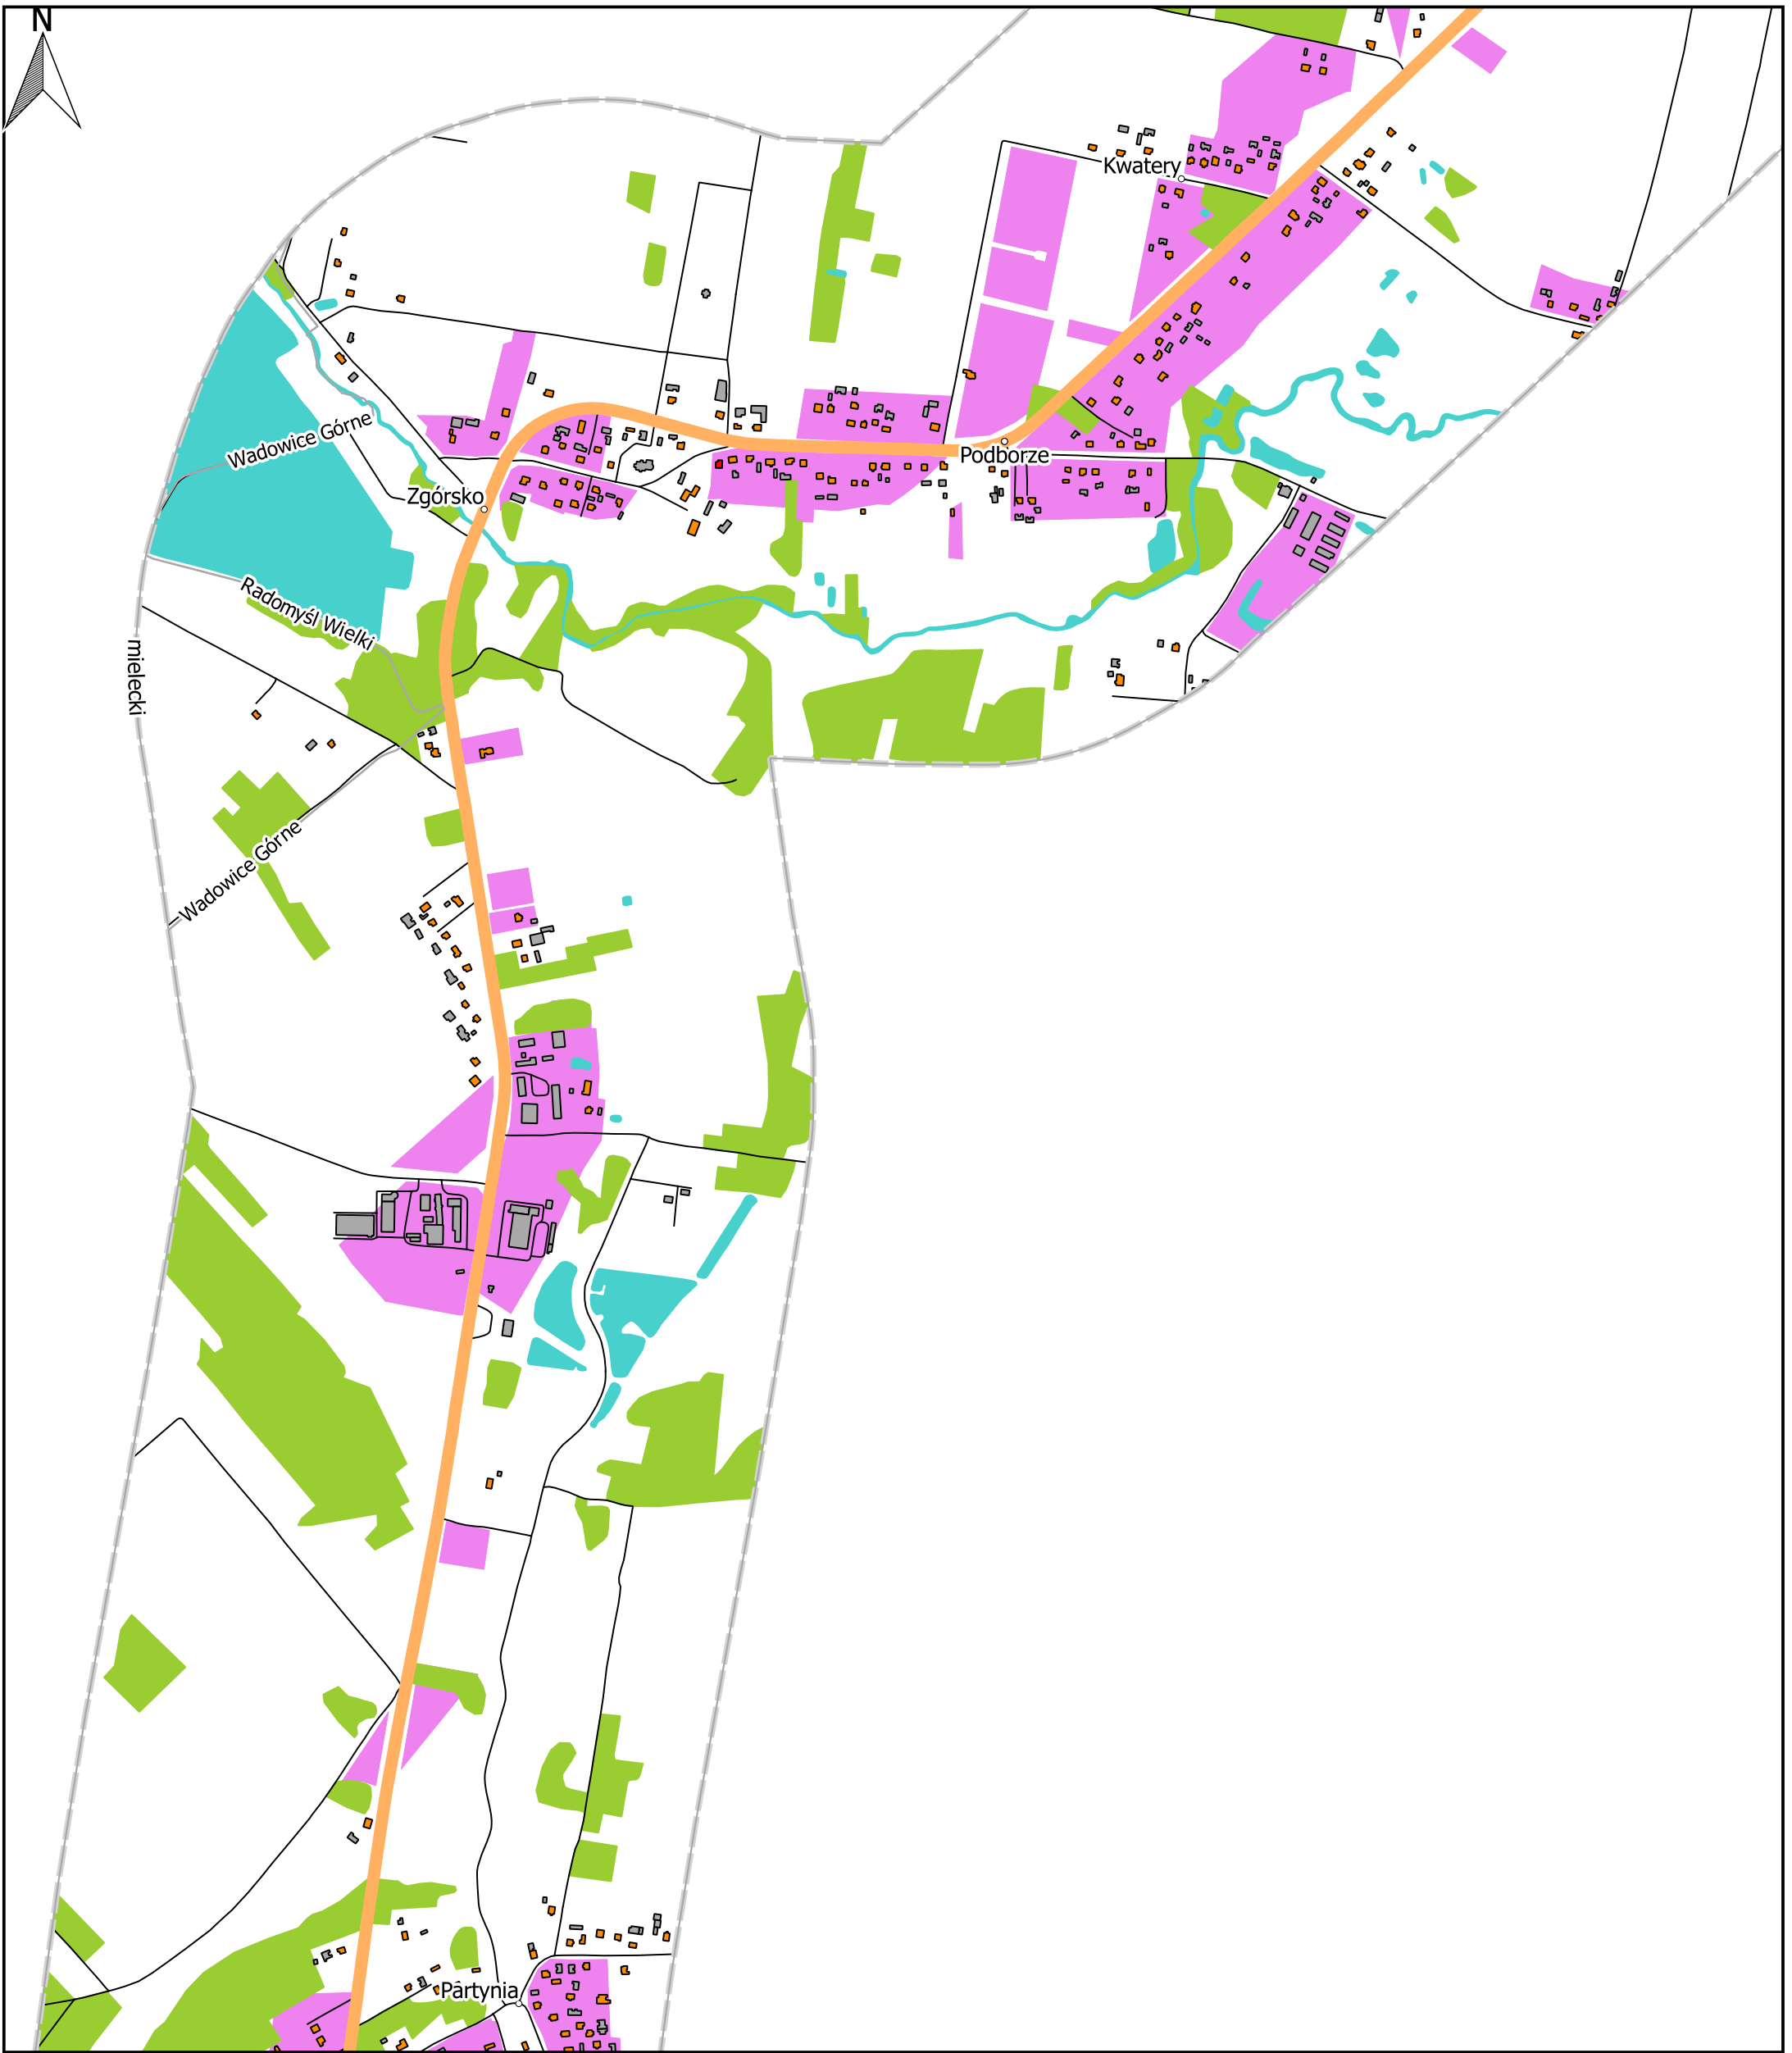 N
Kwatery
Wadowice Górne
Podborze
Zgórsko
Radomyśl Wielki
mielecki
Wadowice Górne
Partynia